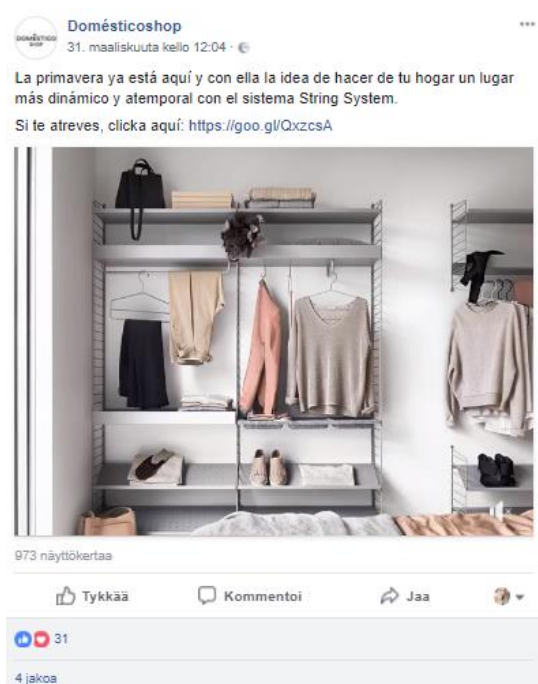 DOMÉSTICO
SHOP
Domésticoshop
31. maaliskuuta kello 12:04 ·
La primavera ya está aquí y con ella la idea de hacer de tu hogar un lugar
más dinámico y atemporal con el sistema String System.
Si te atreves, clicka aquí: https://goo.gl/QxzcsA
973 näyttökertaa
Tykkää Kommentoi Jaa
31
4 jakoa